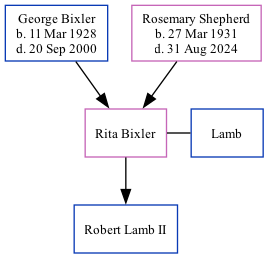 George Bixler
b. 11 Mar 1928
d. 20 Sep 2000
Rosemary Shepherd
b. 27 Mar 1931
d. 31 Aug 2024
Rita Bixler
Lamb
Robert Lamb II